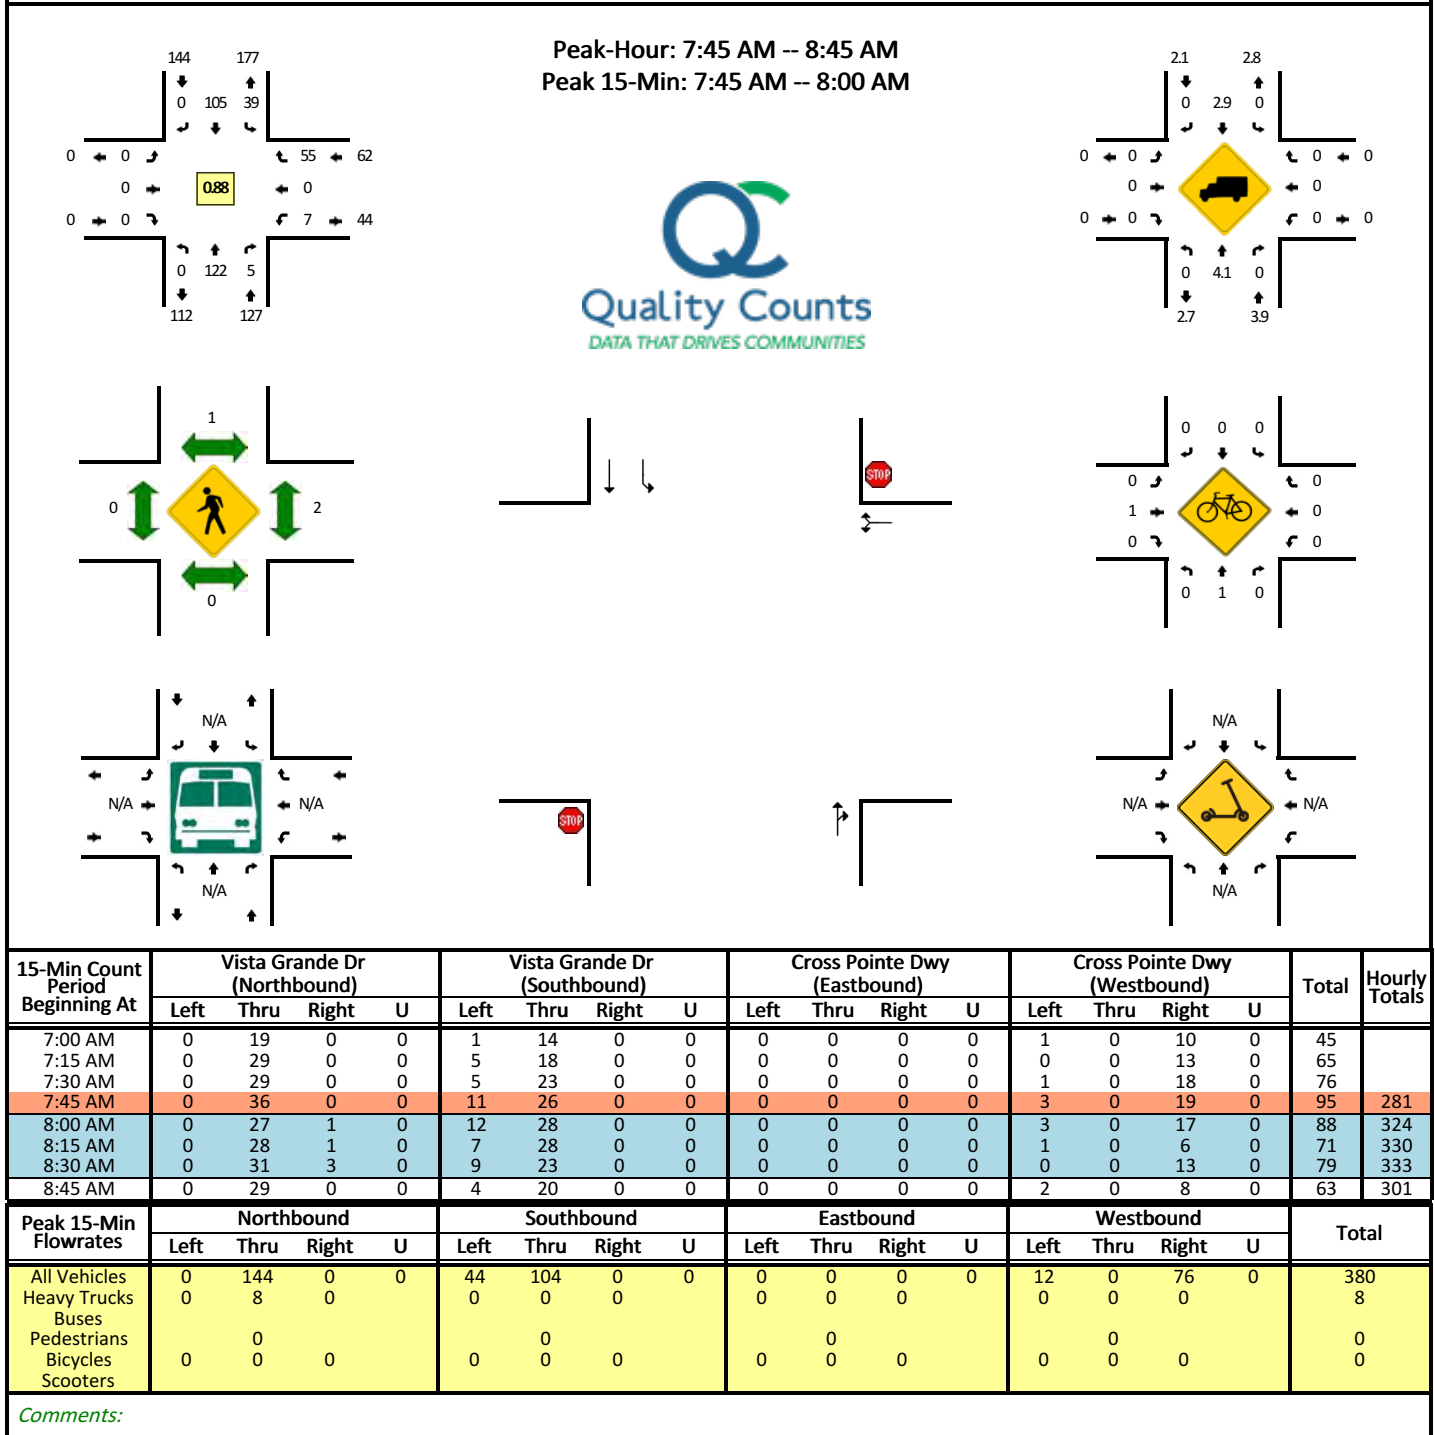 Peak-Hour: 7:45 AM -- 8:45 AM
Peak 15-Min: 7:45 AM -- 8:00 AM
144 177
0 105 39
0 0 55 62
0 0.88 0
0 0 7 44
0 122 5
112 127
QC
Quality Counts
DATA THAT DRIVES COMMUNITIES
2.1 2.8
0 2.9 0
0 0 0 0
0 0
0 0 0 0
0 4.1 0
2.7 3.9
1
0 2
0
STOP
STOP
0 0 0
0 0
1 0
0 0
0 1 0
N/A
N/A N/A
N/A
N/A
N/A N/A
N/A
15-Min Count Period Beginning At Vista Grande Dr (Northbound) Vista Grande Dr (Southbound) Cross Pointe Dwy (Eastbound) Cross Pointe Dwy (Westbound) Total Hourly Totals
Left Thru Right U Left Thru Right U Left Thru Right U Left Thru Right U
7:00 AM 0 19 0 0 1 14 0 0 0 0 0 0 1 0 10 0 45
7:15 AM 0 29 0 0 5 18 0 0 0 0 0 0 0 0 13 0 65
7:30 AM 0 29 0 0 5 23 0 0 0 0 0 0 1 0 18 0 76
7:45 AM 0 36 0 0 11 26 0 0 0 0 0 0 3 0 19 0 95 281
8:00 AM 0 27 1 0 12 28 0 0 0 0 0 0 3 0 17 0 88 324
8:15 AM 0 28 1 0 7 28 0 0 0 0 0 0 1 0 6 0 71 330
8:30 AM 0 31 3 0 9 23 0 0 0 0 0 0 0 0 13 0 79 333
8:45 AM 0 29 0 0 4 20 0 0 0 0 0 0 2 0 8 0 63 301
Peak 15-Min Flowrates Northbound Southbound Eastbound Westbound Total
Left Thru Right U Left Thru Right U Left Thru Right U Left Thru Right U
All Vehicles 0 144 0 0 44 104 0 0 0 0 0 0 12 0 76 0 380
Heavy Trucks 0 8 0 0 0 0 0 0 0 0 0 0 8
Buses
Pedestrians 0 0 0 0 0
Bicycles 0 0 0 0 0 0 0 0 0 0 0 0 0
Scooters
Comments: